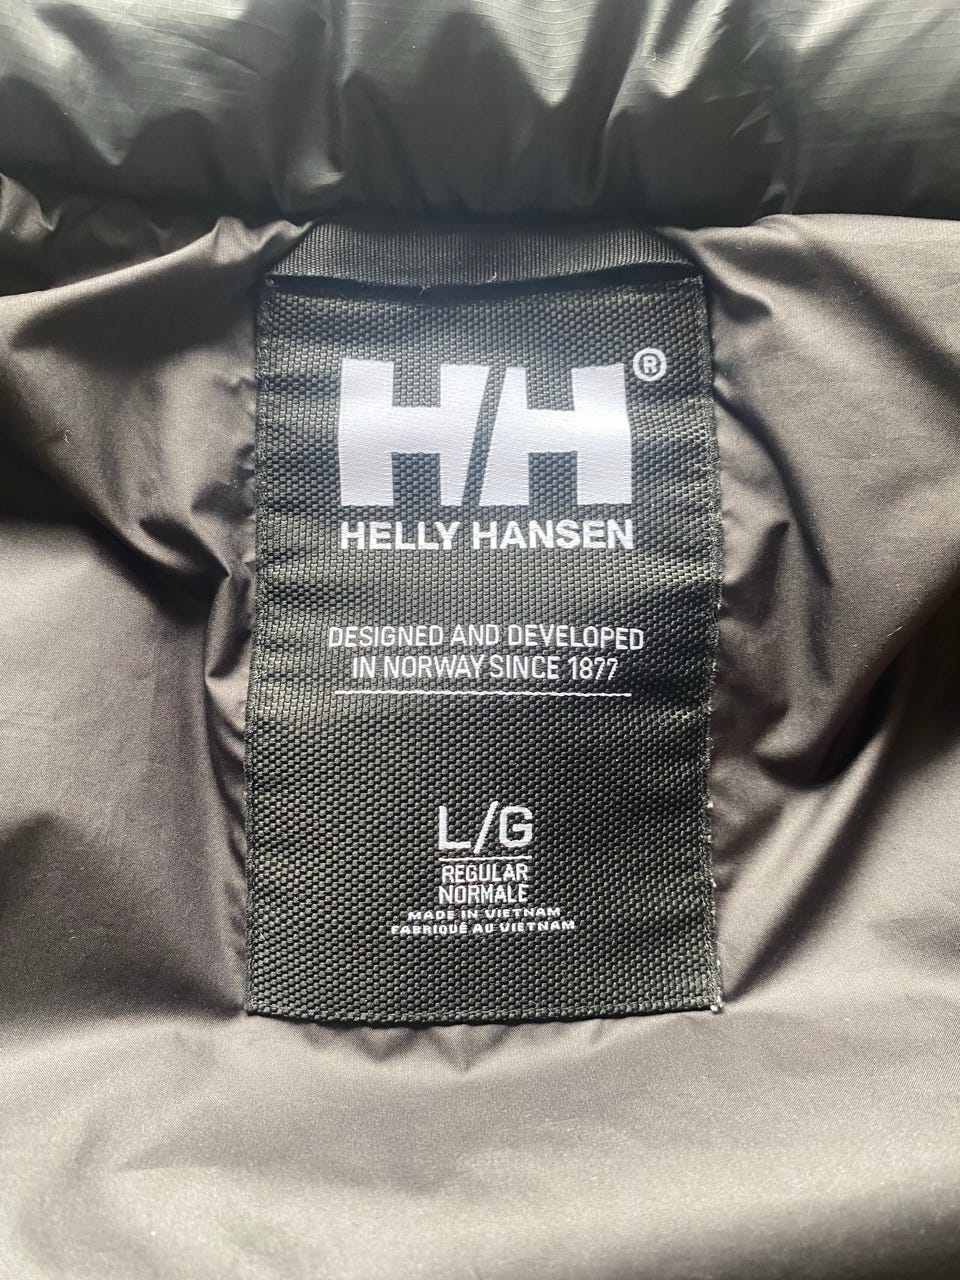 HH®
HELLY HANSEN
DESIGNED AND DEVELOPED
IN NORWAY SINCE 1877
L/G
REGULAR
NORMALE
MADE IN VIETNAM
FABRIQUÉ AU VIETNAM